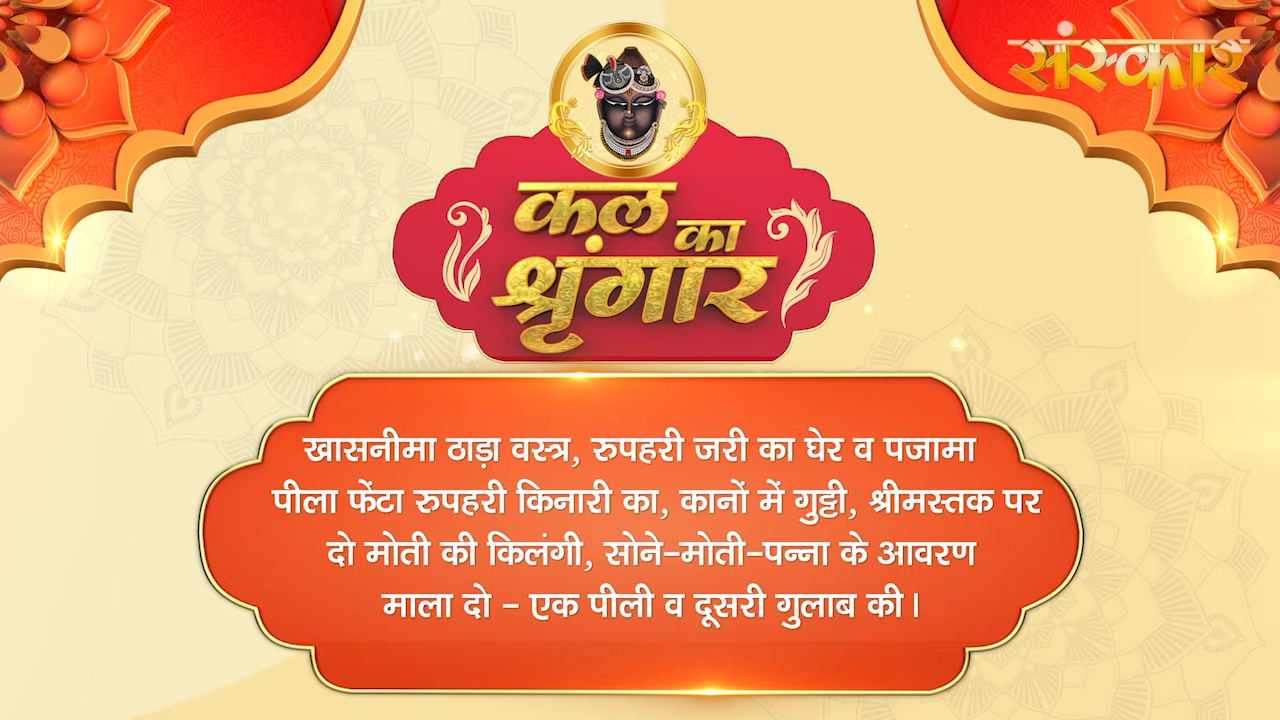 संस्कार
कल का
श्रृंगार
खासनीमा ठाड़ा वस्त्र, रुपहरी जरी का घेर व पजामा
पीला फेंटा रुपहरी किनारी का, कानों में गुट्टी, श्रीमस्तक पर
दो मोती की किलंगी, सोने-मोती-पन्ना के आवरण
माला दो - एक पीली व दूसरी गुलाब की।